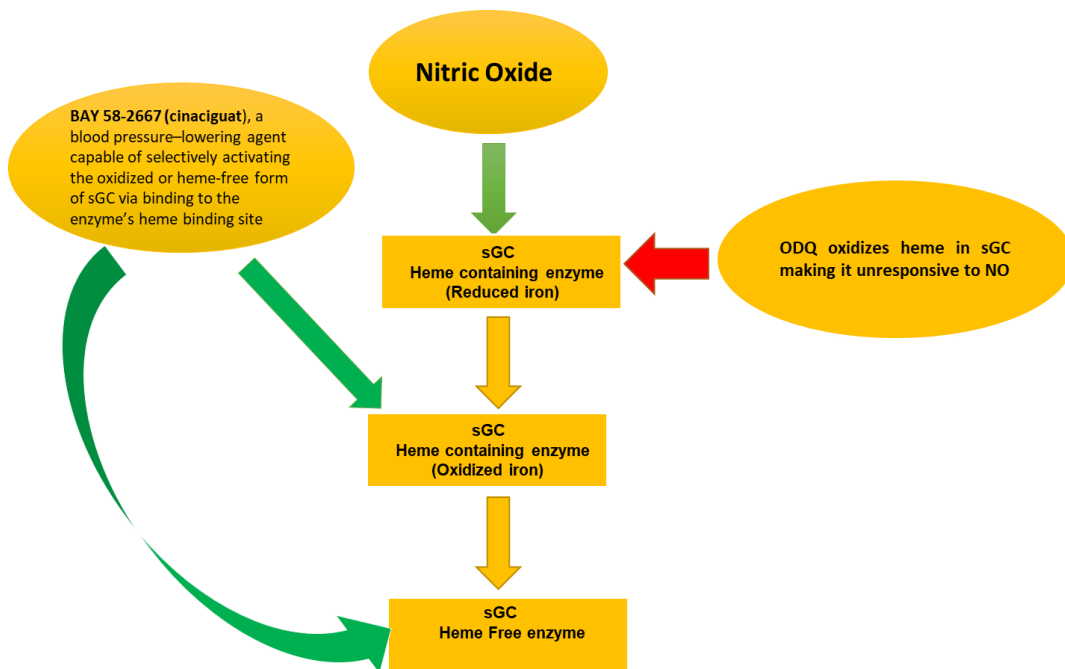 Nitric Oxide
BAY 58-2667 (cinaciguat), a
blood pressure–lowering agent
capable of selectively activating
the oxidized or heme-free form
of sGC via binding to the
enzyme's heme binding site
sGC
Heme containing enzyme
(Reduced iron)
ODQ oxidizes heme in sGC
making it unresponsive to NO
sGC
Heme containing enzyme
(Oxidized iron)
sGC
Heme Free enzyme